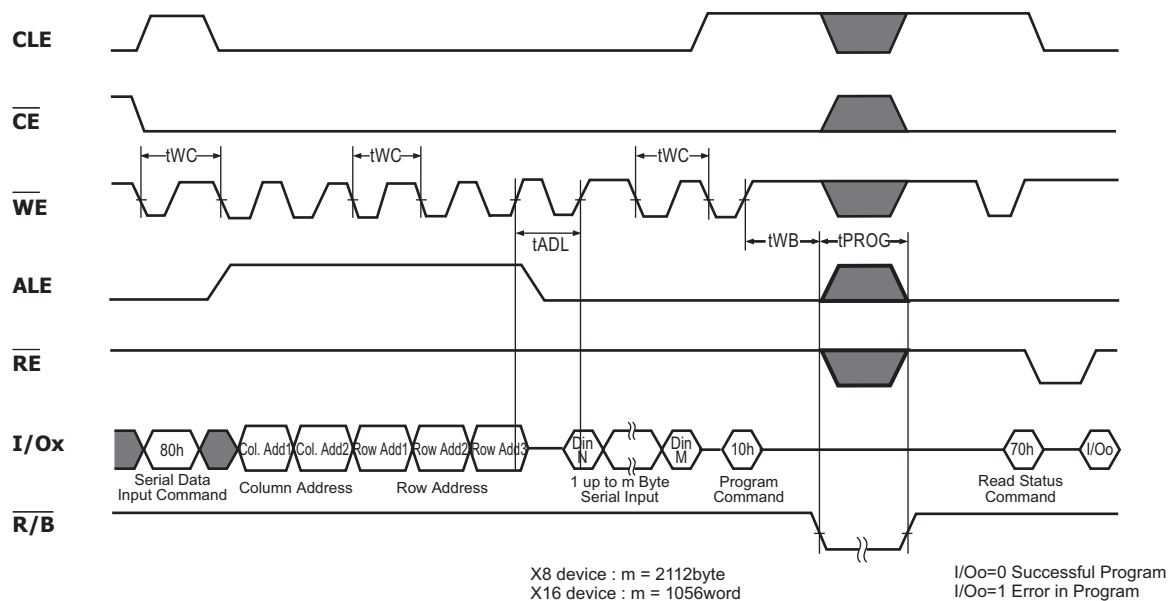 CLE
CE
tWC
tWC
tWC
WE
tADL
tWB
tPROG
ALE
RE
I/Ox
80h
Col. Add1
Col. Add2
Row Add1
Row Add2
Row Add3
Din
N
Din
M
10h
70h
I/Oo
Serial Data
Input Command
Column Address
Row Address
1 up to m Byte
Serial Input
Program
Command
Read Status
Command
R/B
X8 device : m = 2112byte
X16 device : m = 1056word
I/Oo=0 Successful Program
I/Oo=1 Error in Program